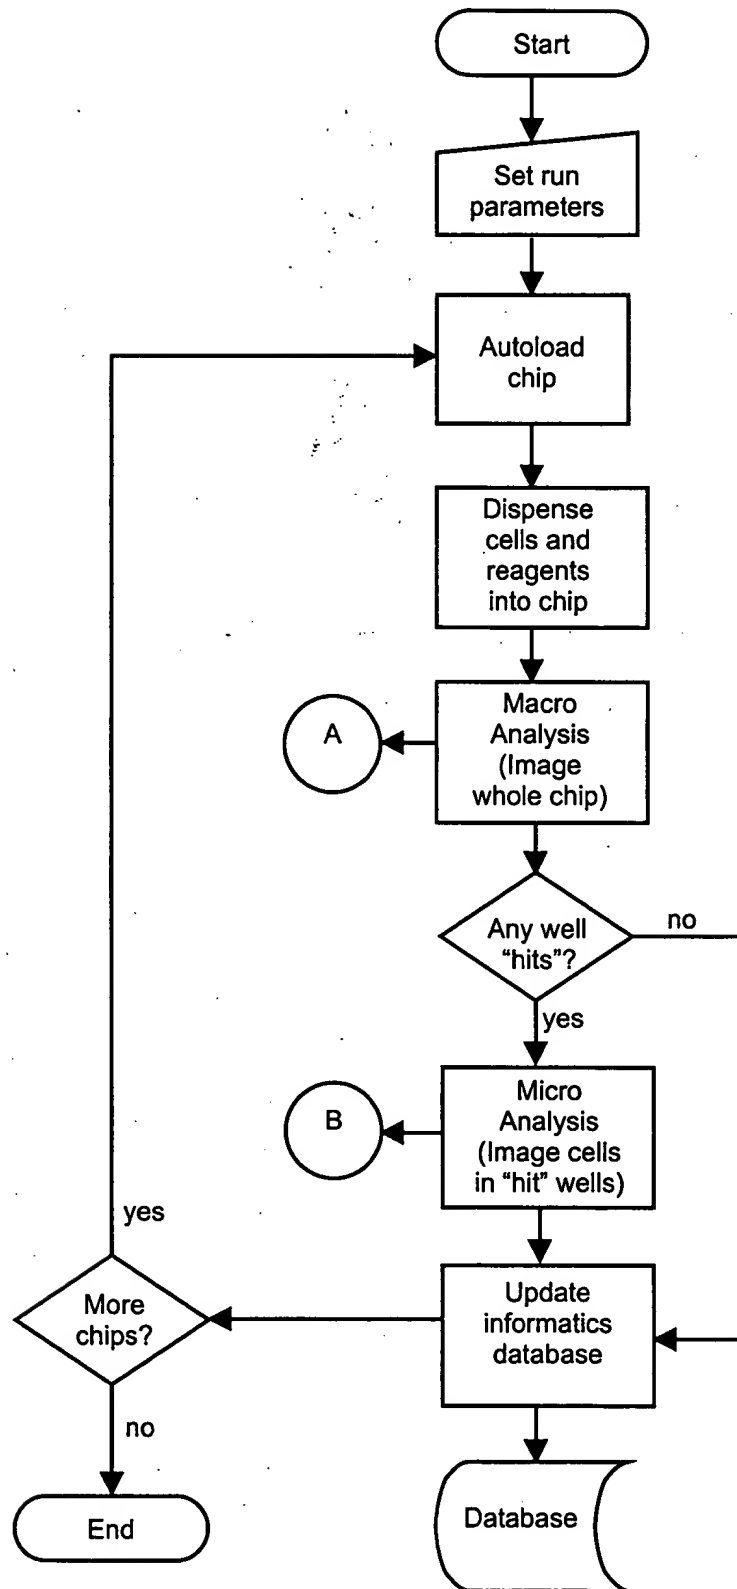 Start
Set run
parameters
Autoload
chip
Dispense
cells and
reagents
into chip
Macro
Analysis
(Image
whole chip)
A
Any well
"hits"?
no
yes
Micro
Analysis
(Image cells
in "hit" wells)
B
yes
More
chips?
Update
informatics
database
no
End
Database